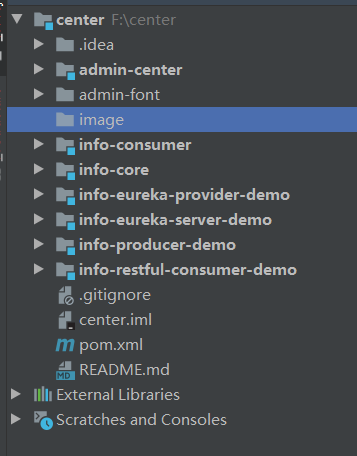 center F:\center
.idea
admin-center
admin-font
image
info-consumer
info-core
info-eureka-provider-demo
info-eureka-server-demo
info-producer-demo
info-restful-consumer-demo
.gitignore
center.iml
pom.xml
README.md
External Libraries
Scratches and Consoles